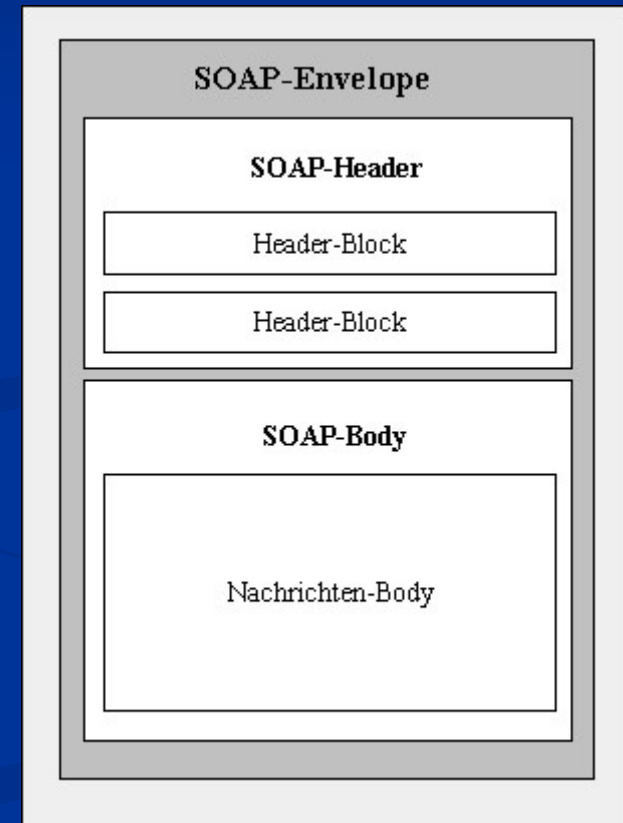 SOAP-Envelope
SOAP-Header
Header-Block
Header-Block
SOAP-Body
Nachrichten-Body